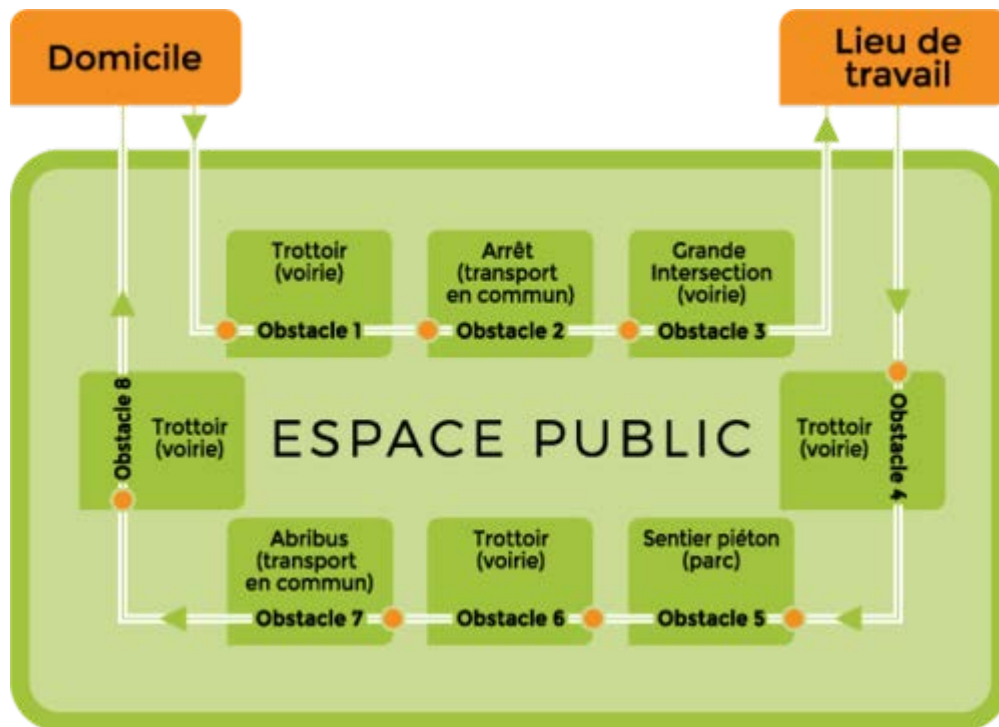 Domicile
Lieu de
travail
Trottoir
(voirie)
Obstacle 1
Arrêt
(transport
en commun)
Obstacle 2
Grande
Intersection
(voirie)
Obstacle 3
Obstacle 8
Trottoir
(voirie)
ESPACE PUBLIC
Trottoir
(voirie)
Obstacle 4
Abribus
(transport
en commun)
Obstacle 7
Trottoir
(voirie)
Obstacle 6
Sentier piéton
(parc)
Obstacle 5